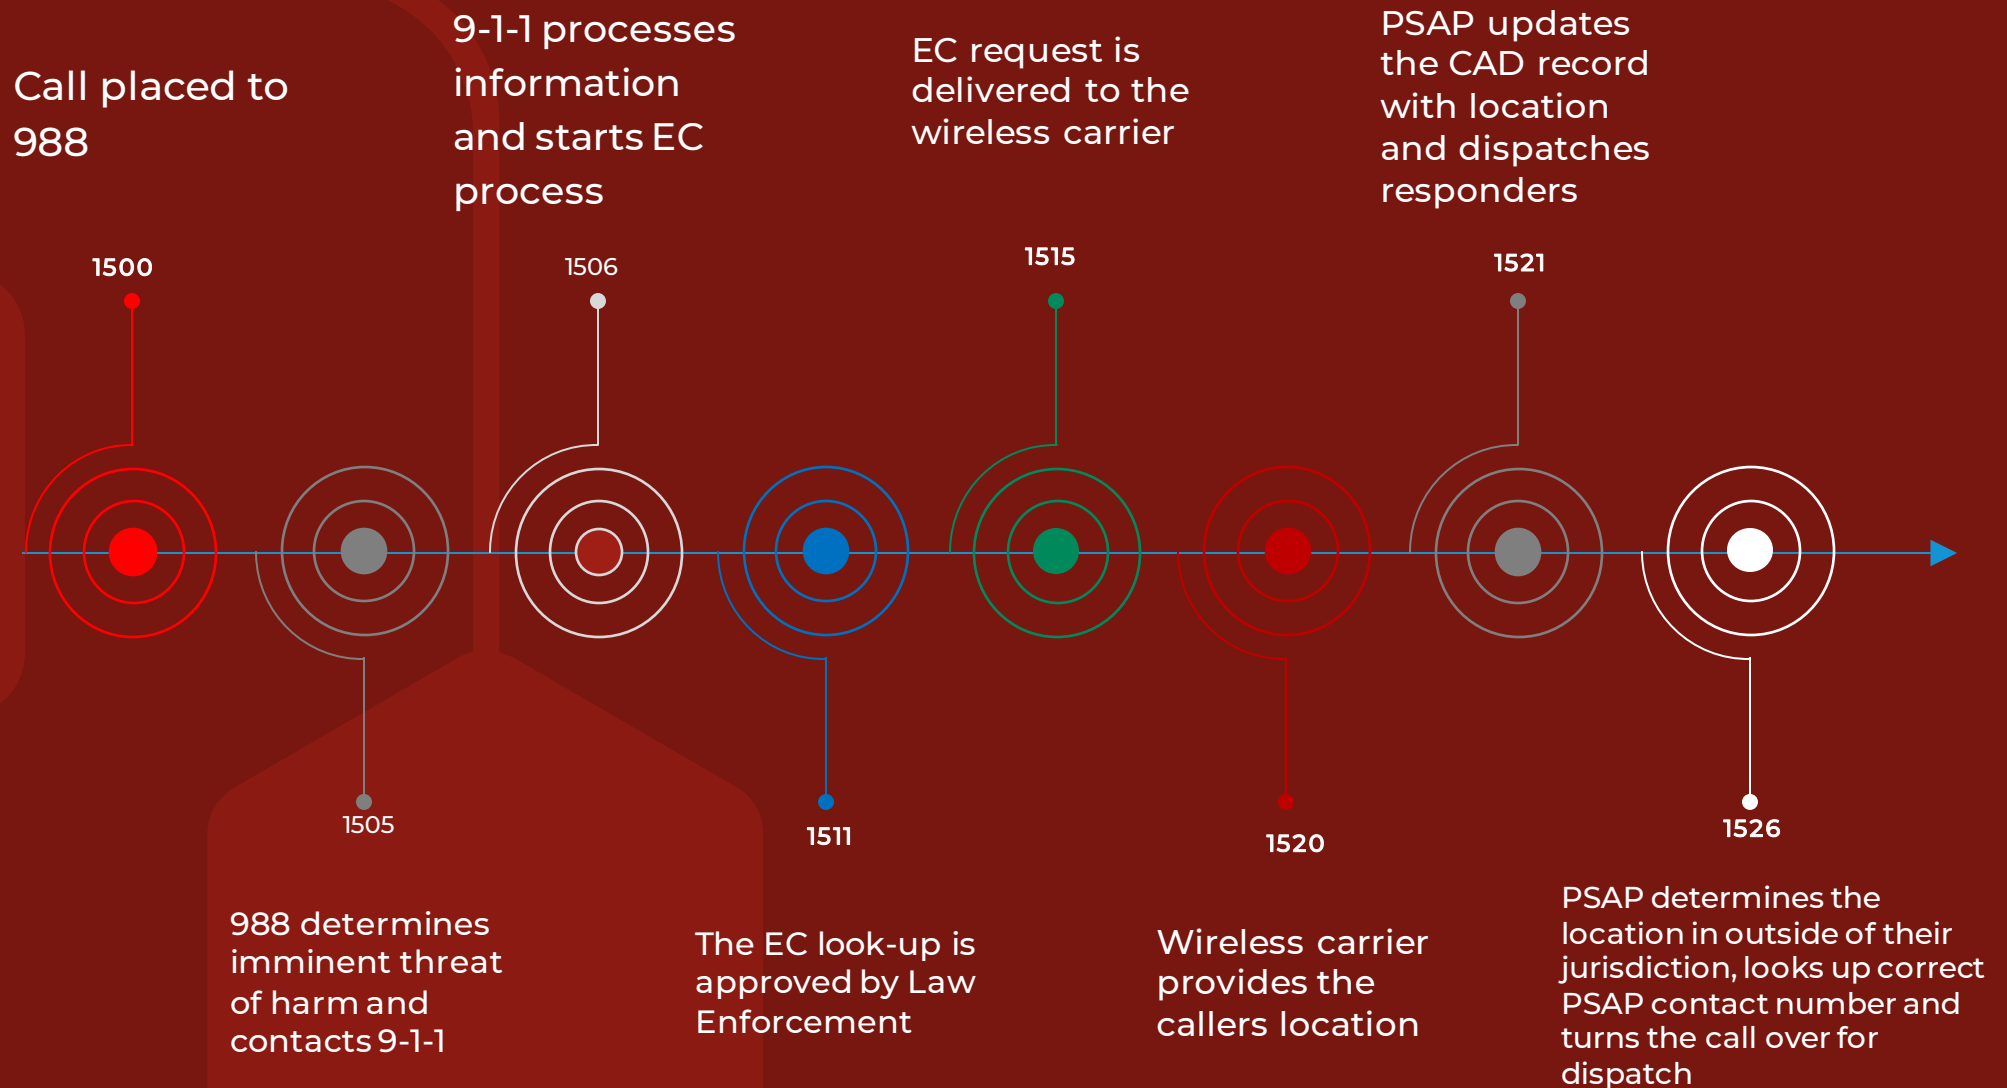 Call placed to
988
1500
1505
988 determines
imminent threat
of harm and
contacts 9-1-1
9-1-1 processes
information
and starts EC
process
1506
1511
The EC look-up is
approved by Law
Enforcement
EC request is
delivered to the
wireless carrier
1515
1520
Wireless carrier
provides the
callers location
PSAP updates
the CAD record
with location
and dispatches
responders
1521
1526
PSAP determines the
location in outside of their
jurisdiction, looks up correct
PSAP contact number and
turns the call over for
dispatch